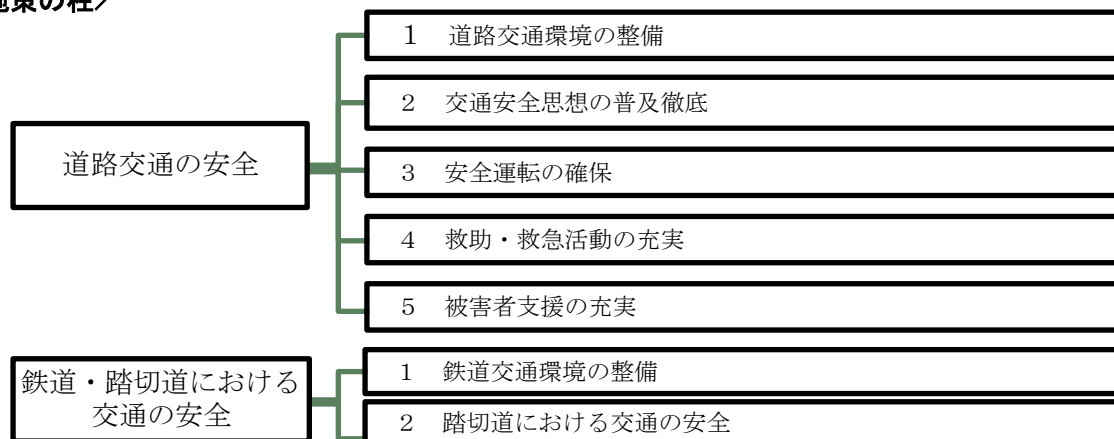 施策の柱＞
道路交通の安全
１　道路交通環境の整備
２　交通安全思想の普及徹底
３　安全運転の確保
４　救助・救急活動の充実
５　被害者支援の充実
鉄道・踏切道における
交通の安全
１　鉄道交通環境の整備
２　踏切道における交通の安全